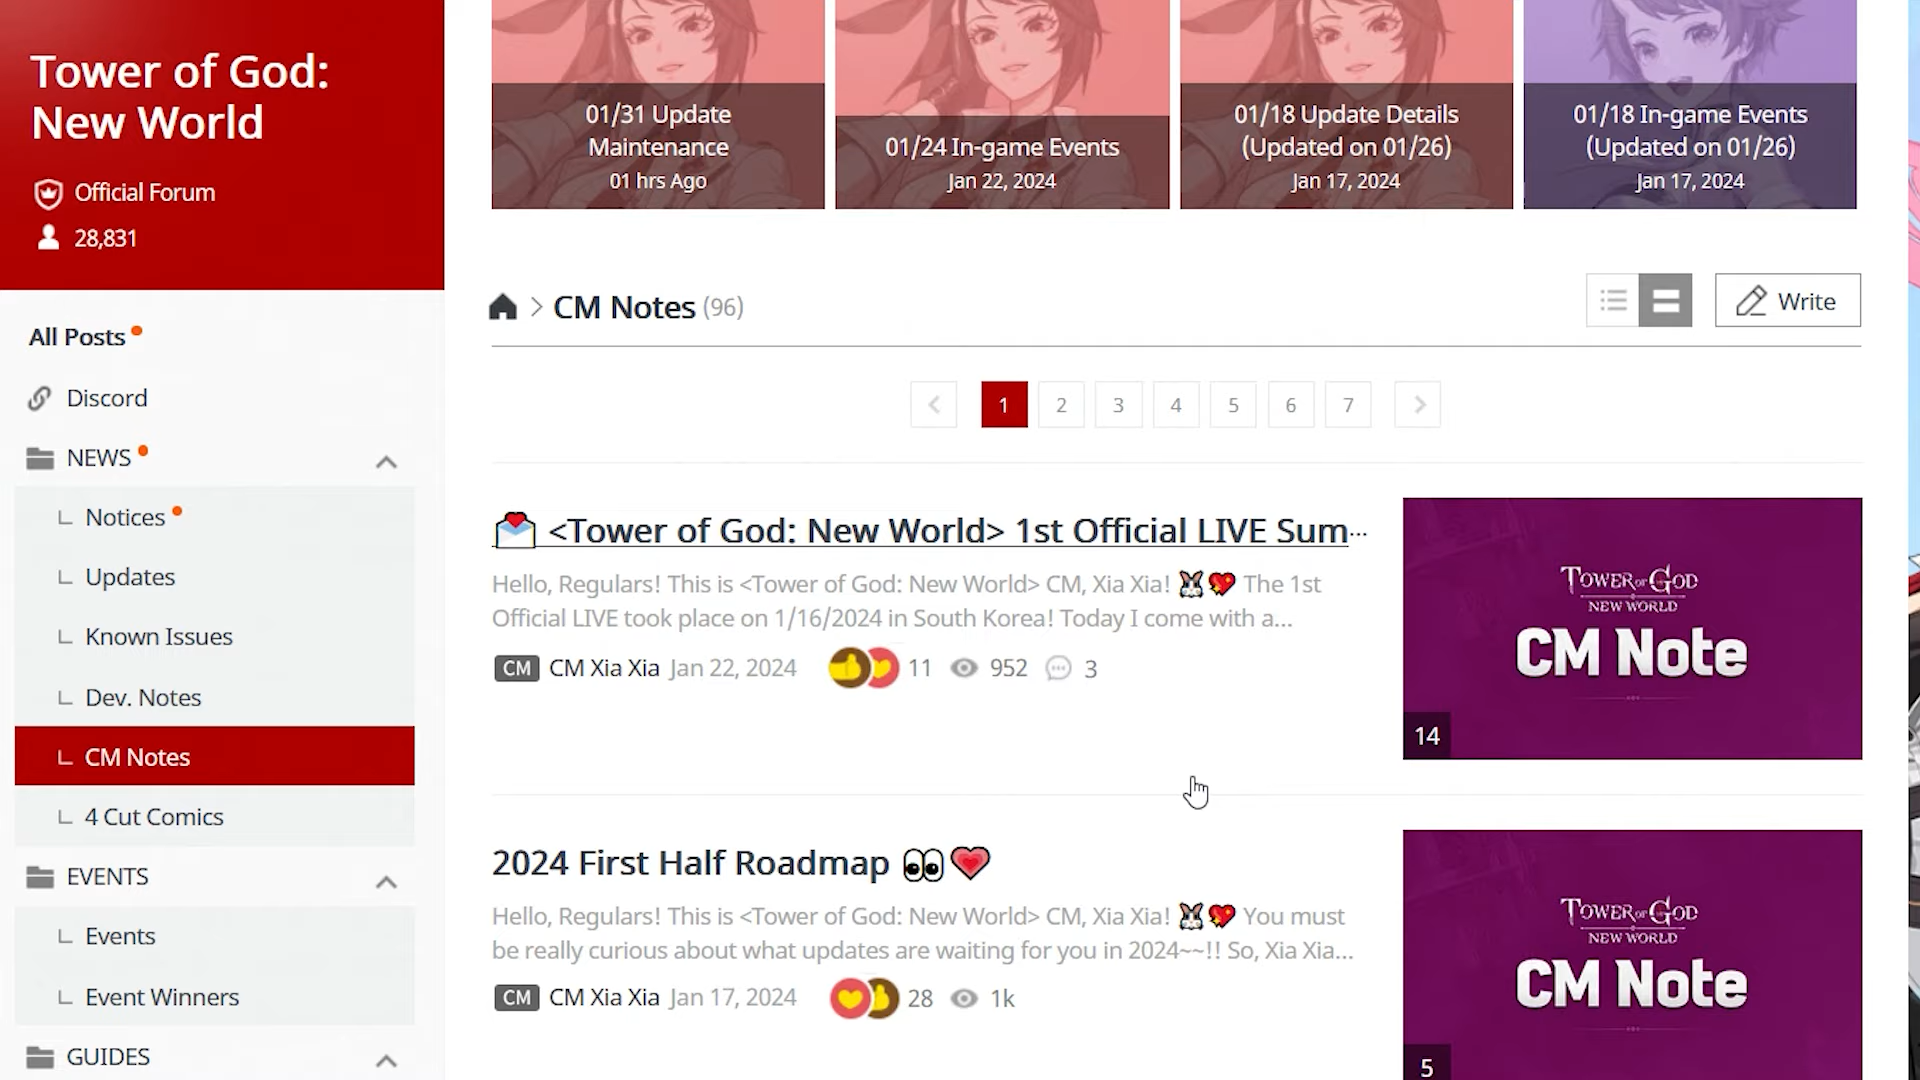 Tower of God:
New World
Official Forum
28,831
All Posts
Discord
NEWS
Notices
Updates
Known Issues
Dev. Notes
CM Notes
4 Cut Comics
EVENTS
Events
Event Winners
GUIDES
01/31 Update
Maintenance
01 hrs Ago
01/24 In-game Events
Jan 22, 2024
01/18 Update Details
(Updated on 01/26)
Jan 17, 2024
01/18 In-game Events
(Updated on 01/26)
Jan 17, 2024
CM Notes (96)
Write
1 2 3 4 5 6 7
💌 <Tower of God: New World> 1st Official LIVE Sum...
Hello, Regulars! This is <Tower of God: New World> CM, Xia Xia! 🐰💖 The 1st
Official LIVE took place on 1/16/2024 in South Korea! Today I come with a...
CM CM Xia Xia Jan 22, 2024 11 952 3
TOWER OF GOD
NEW WORLD
CM Note
14
2024 First Half Roadmap 👀💗
Hello, Regulars! This is <Tower of God: New World> CM, Xia Xia! 🐰💖 You must
be really curious about what updates are waiting for you in 2024~~!! So, Xia Xia...
CM CM Xia Xia Jan 17, 2024 28 1k
TOWER OF GOD
NEW WORLD
CM Note
5